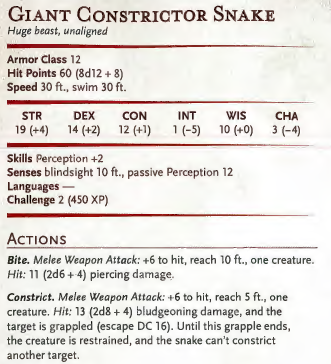 GIANT CONSTRICTOR SNAKE
Huge beast, unaligned
Armor Class 12
Hit Points 60 (8d12 + 8)
Speed 30 ft., swim 30 ft.
STR DEX CON INT WIS CHA
19 (+4) 14 (+2) 12 (+1) 1 (−5) 10 (+0) 3 (−4)
Skills Perception +2
Senses blindsight 10 ft., passive Perception 12
Languages —
Challenge 2 (450 XP)
ACTIONS
Bite. Melee Weapon Attack: +6 to hit, reach 10 ft., one creature.
Hit: 11 (2d6 + 4) piercing damage.
Constrict. Melee Weapon Attack: +6 to hit, reach 5 ft., one
creature. Hit: 13 (2d8 + 4) bludgeoning damage, and the
target is grappled (escape DC 16). Until this grapple ends,
the creature is restrained, and the snake can't constrict
another target.